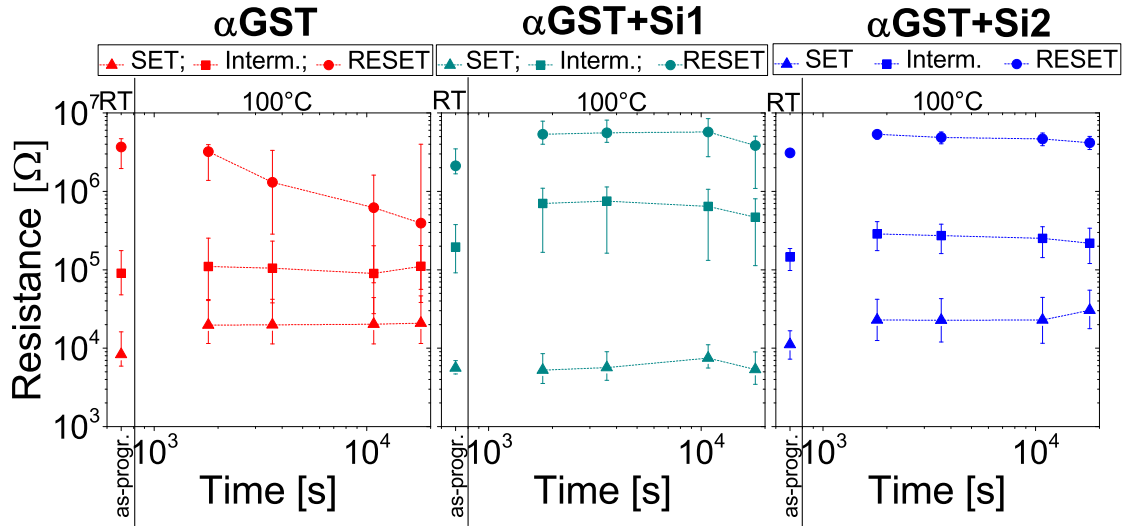 αGST αGST+Si1 αGST+Si2
SET; Interm.; RESET SET; Interm.; RESET SET Interm. RESET
RT 100°C RT 100°C RT 100°C
10⁷
10⁶
10⁵
10⁴
10³
Resistance [Ω]
as-progr. 10³ 10⁴ as-progr. 10³ 10⁴ as-progr. 10³ 10⁴
Time [s] Time [s] Time [s]